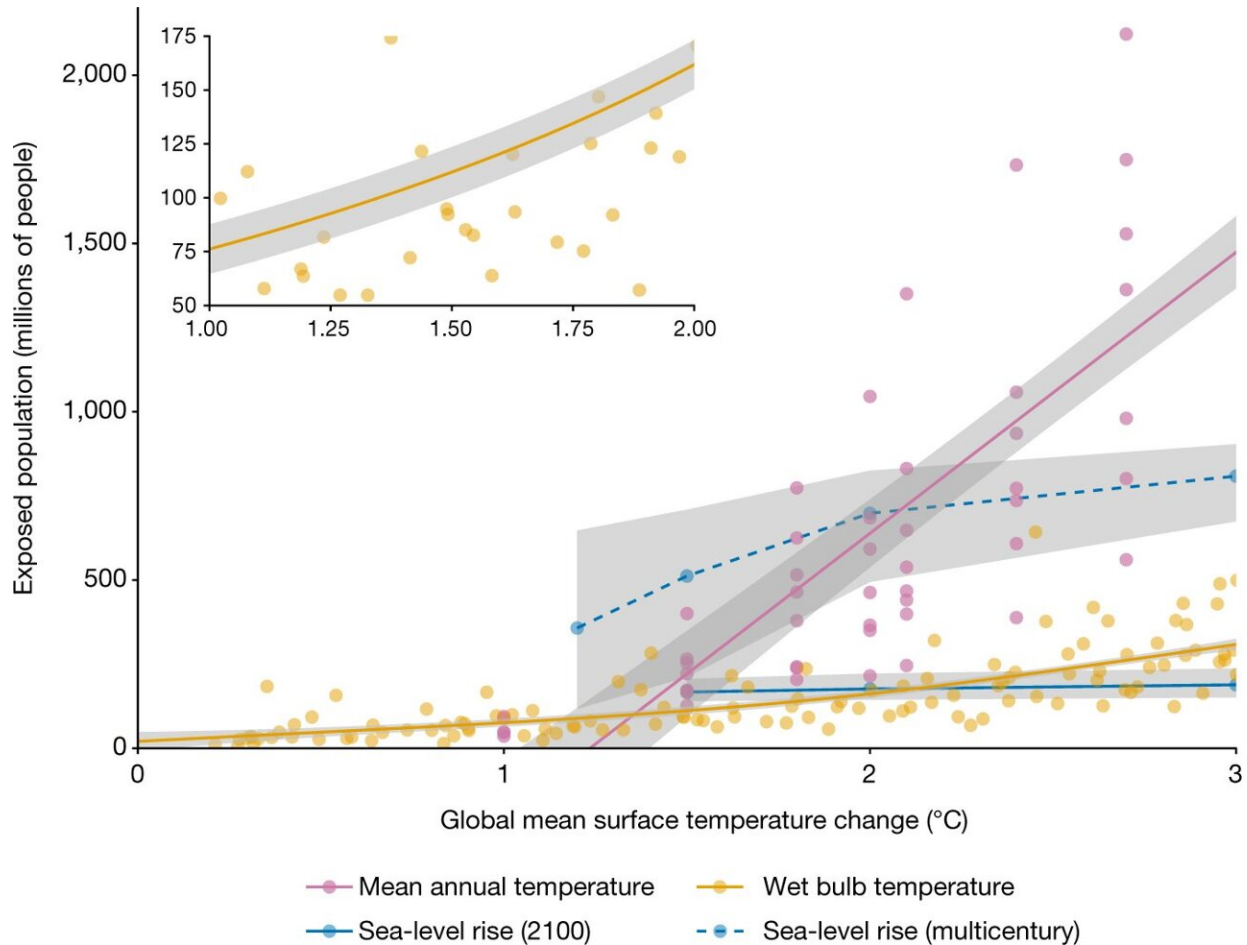 175
150
125
100
75
50
1.00 1.25 1.50 1.75 2.00
2,000
1,500
1,000
500
0
Exposed population (millions of people)
0 1 2 3
Global mean surface temperature change (°C)
Mean annual temperature
Wet bulb temperature
Sea-level rise (2100)
Sea-level rise (multicentury)